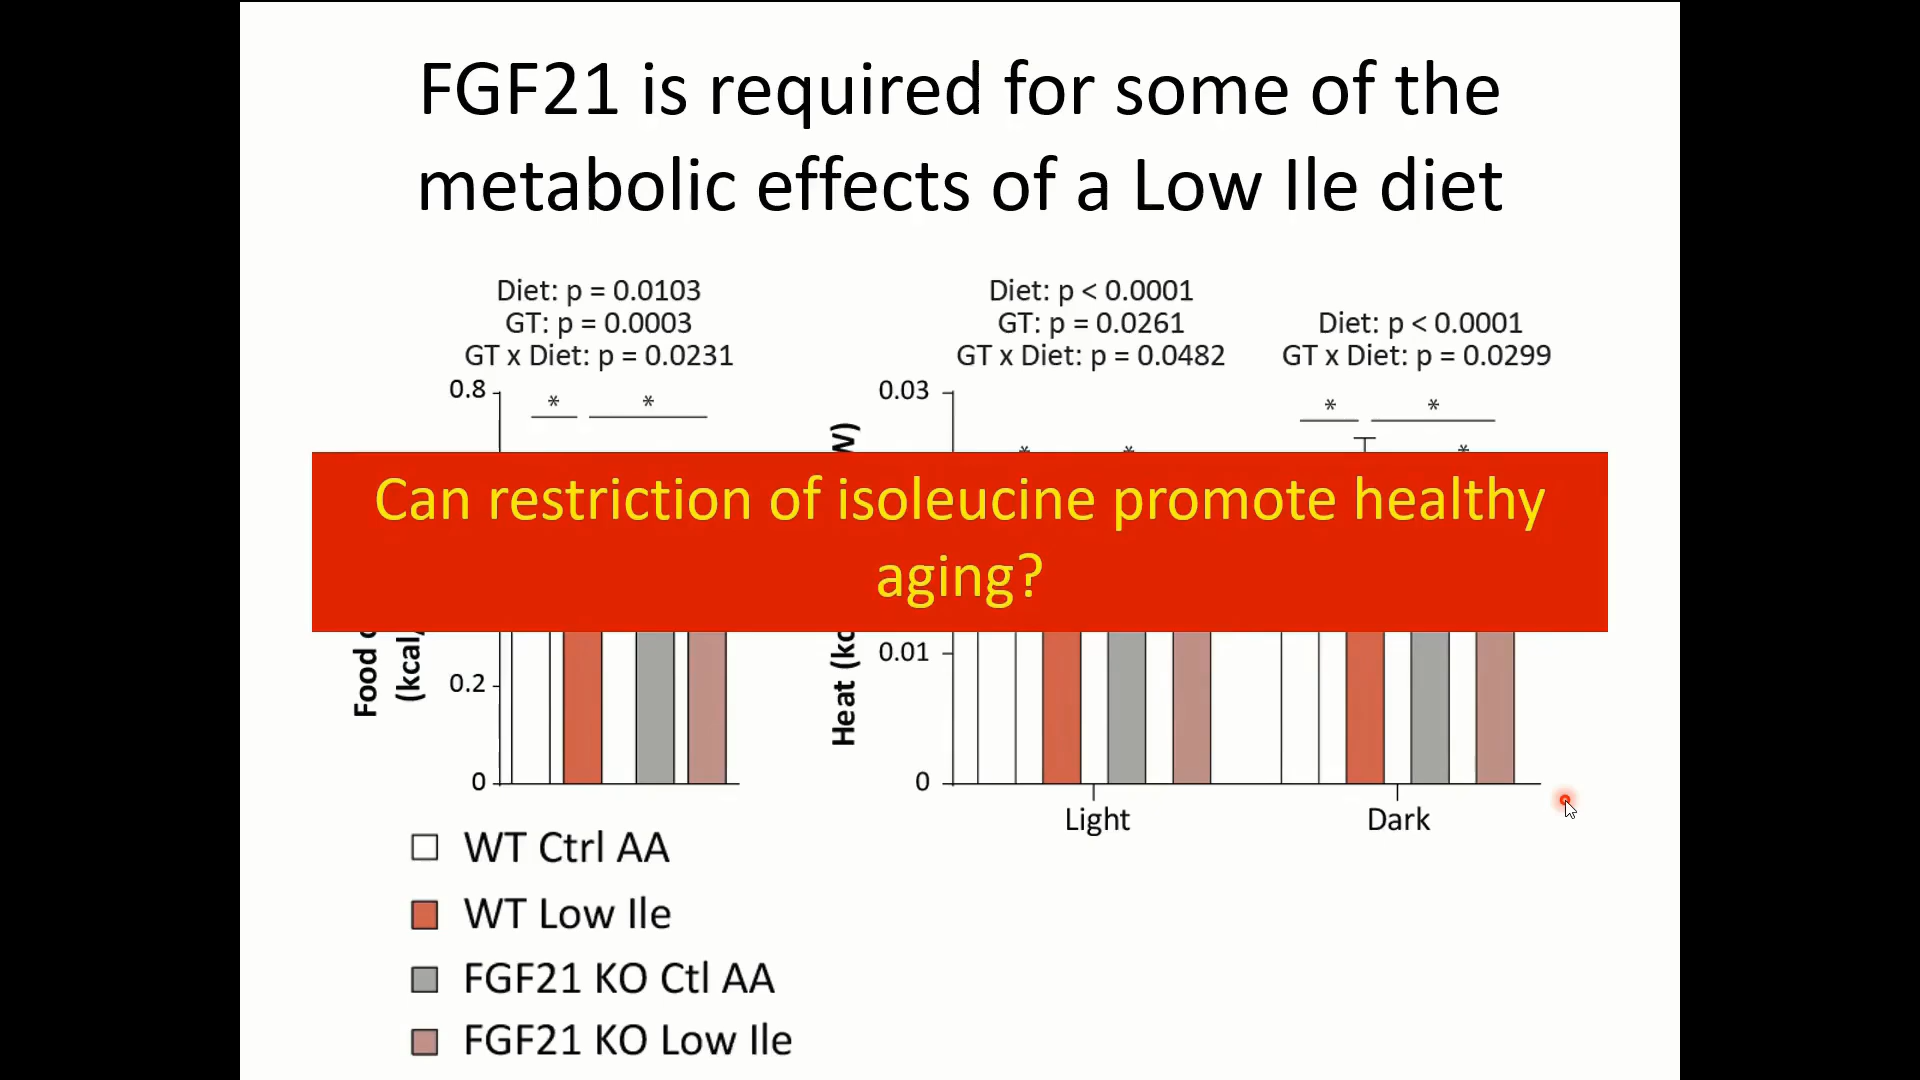 FGF21 is required for some of the
metabolic effects of a Low Ile diet
Diet: p = 0.0103
GT: p = 0.0003
GT x Diet: p = 0.0231
Diet: p < 0.0001
GT: p = 0.0261
GT x Diet: p = 0.0482
Diet: p < 0.0001
GT x Diet: p = 0.0299
0.8
* *
0.03
* *
* * *
Can restriction of isoleucine promote healthy
aging?
Food
(kcal
0.2
0
Heat
0.01
0
Light
Dark
WT Ctrl AA
WT Low Ile
FGF21 KO Ctl AA
FGF21 KO Low Ile